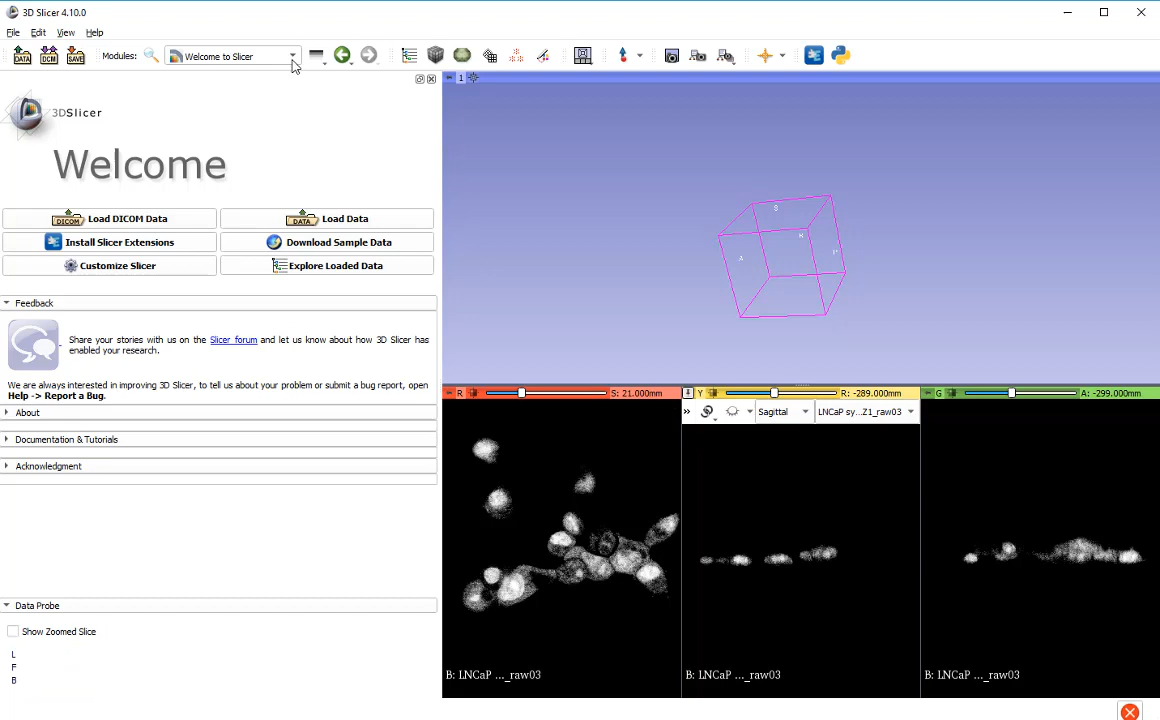 3D Slicer 4.10.0
File Edit View Help
DATA DCM SAVE Modules: Welcome to Slicer
1
3DSlicer
Welcome
DICOM Load DICOM Data
DATA Load Data
Install Slicer Extensions
Download Sample Data
Customize Slicer
Explore Loaded Data
Feedback
Share your stories with us on the Slicer forum and let us know about how 3D Slicer has
enabled your research.
We are always interested in improving 3D Slicer, to tell us about your problem or submit a bug report, open
Help -> Report a Bug.
About
Documentation & Tutorials
Acknowledgment
Data Probe
Show Zoomed Slice
L
F
B
S
R
A
P
R S: 21.000mm
Y R: -289.000mm
G A: -299.000mm
Sagittal LNCaP sy...Z1_raw03
B: LNCaP ..._raw03
B: LNCaP ..._raw03
B: LNCaP ..._raw03